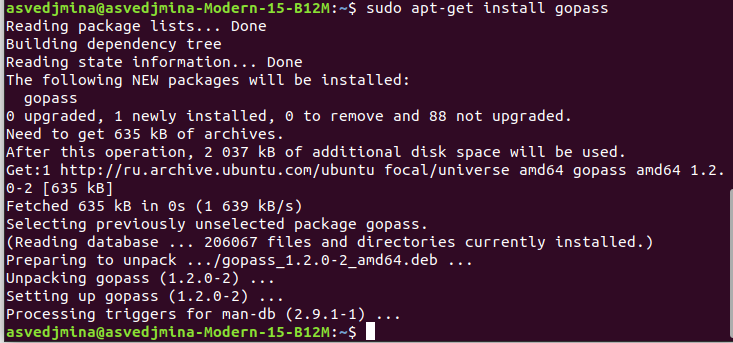 asvedjmina@asvedjmina-Modern-15-B12M:~$ sudo apt-get install gopass
Reading package lists... Done
Building dependency tree
Reading state information... Done
The following NEW packages will be installed:
  gopass
0 upgraded, 1 newly installed, 0 to remove and 88 not upgraded.
Need to get 635 kB of archives.
After this operation, 2 037 kB of additional disk space will be used.
Get:1 http://ru.archive.ubuntu.com/ubuntu focal/universe amd64 gopass amd64 1.2.
0-2 [635 kB]
Fetched 635 kB in 0s (1 639 kB/s)
Selecting previously unselected package gopass.
(Reading database ... 206067 files and directories currently installed.)
Preparing to unpack .../gopass_1.2.0-2_amd64.deb ...
Unpacking gopass (1.2.0-2) ...
Setting up gopass (1.2.0-2) ...
Processing triggers for man-db (2.9.1-1) ...
asvedjmina@asvedjmina-Modern-15-B12M:~$